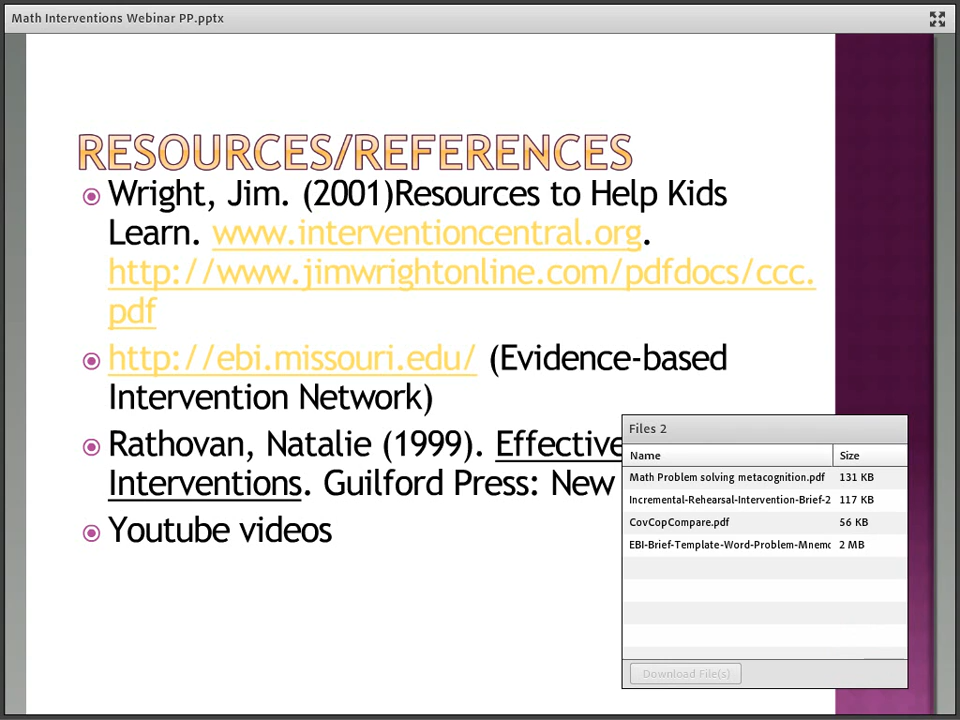 Math Interventions Webinar PP.pptx
RESOURCES/REFERENCES
Wright, Jim. (2001)Resources to Help Kids
Learn. www.interventioncentral.org.
http://www.jimwrightonline.com/pdfdocs/ccc.
pdf
http://ebi.missouri.edu/ (Evidence-based
Intervention Network)
Rathovan, Natalie (1999). Effective
Interventions. Guilford Press: New
Youtube videos
Files 2
Name Size
Math Problem solving metacognition.pdf 131 KB
Incremental-Rehearsal-Intervention-Brief-2 117 KB
CovCopCompare.pdf 56 KB
EBI-Brief-Template-Word-Problem-Mnemo 2 MB
Download File(s)